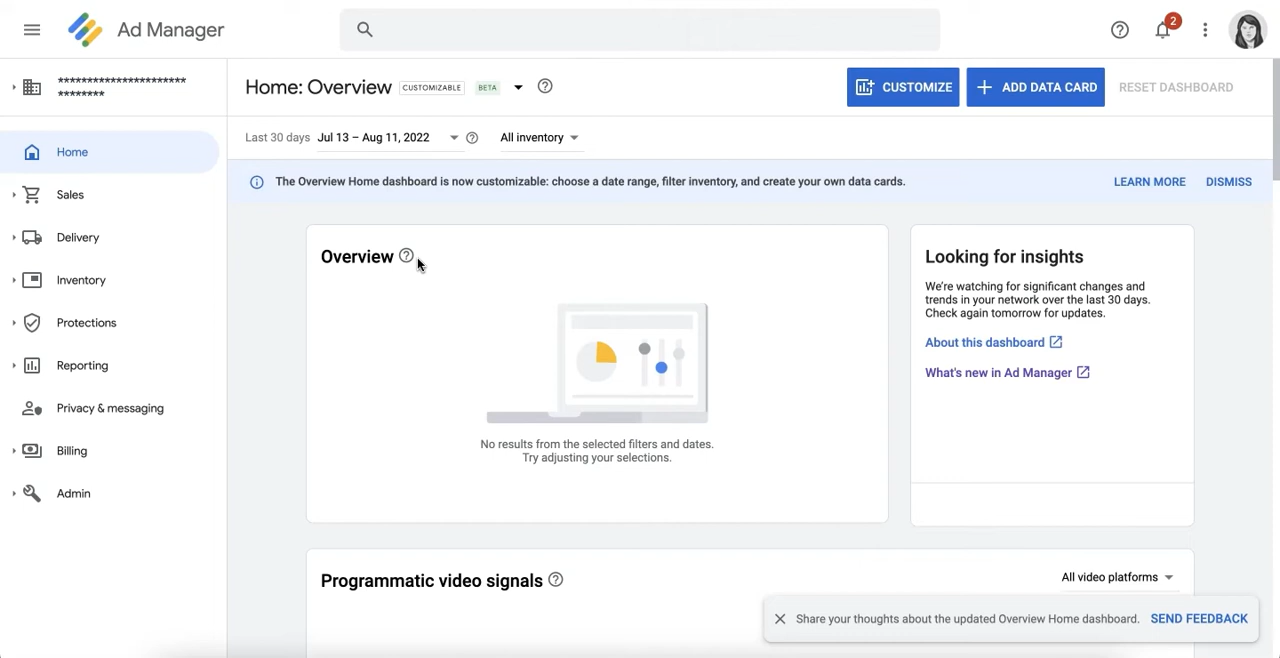 Ad Manager
2
**********************
********
Home: Overview CUSTOMIZABLE BETA
CUSTOMIZE
ADD DATA CARD
RESET DASHBOARD
Last 30 days Jul 13 – Aug 11, 2022
All inventory
The Overview Home dashboard is now customizable: choose a date range, filter inventory, and create your own data cards.
LEARN MORE
DISMISS
Home
Sales
Delivery
Inventory
Protections
Reporting
Privacy & messaging
Billing
Admin
Overview
No results from the selected filters and dates.
Try adjusting your selections.
Looking for insights
We're watching for significant changes and
trends in your network over the last 30 days.
Check again tomorrow for updates.
About this dashboard
What's new in Ad Manager
Programmatic video signals
All video platforms
Share your thoughts about the updated Overview Home dashboard.
SEND FEEDBACK